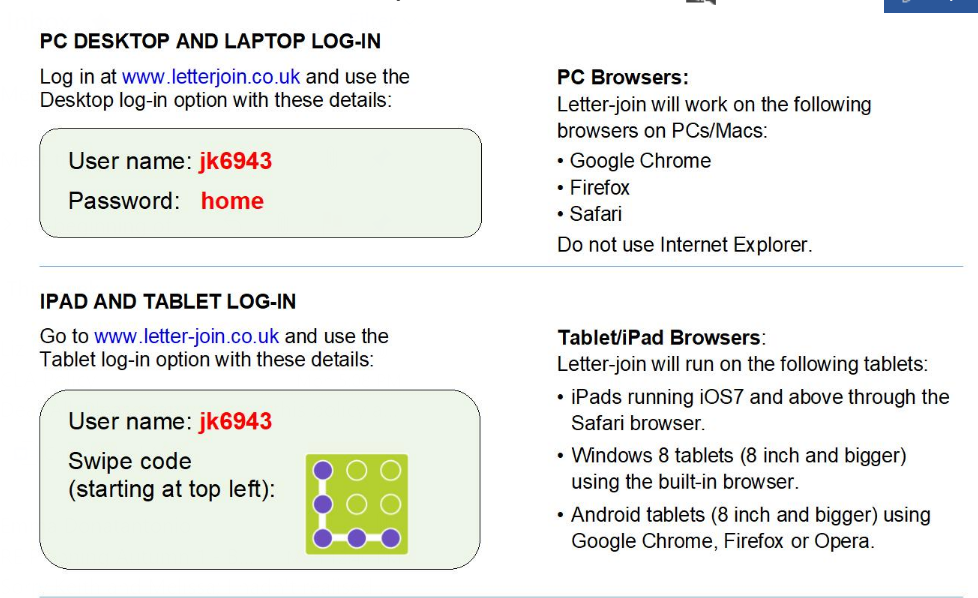 PC DESKTOP AND LAPTOP LOG-IN
Log in at www.letterjoin.co.uk and use the
Desktop log-in option with these details:
User name: jk6943
Password: home
PC Browsers:
Letter-join will work on the following
browsers on PCs/Macs:
• Google Chrome
• Firefox
• Safari
Do not use Internet Explorer.
IPAD AND TABLET LOG-IN
Go to www.letter-join.co.uk and use the
Tablet log-in option with these details:
User name: jk6943
Swipe code
(starting at top left):
Tablet/iPad Browsers:
Letter-join will run on the following tablets:
• iPads running iOS7 and above through the
Safari browser.
• Windows 8 tablets (8 inch and bigger)
using the built-in browser.
• Android tablets (8 inch and bigger) using
Google Chrome, Firefox or Opera.